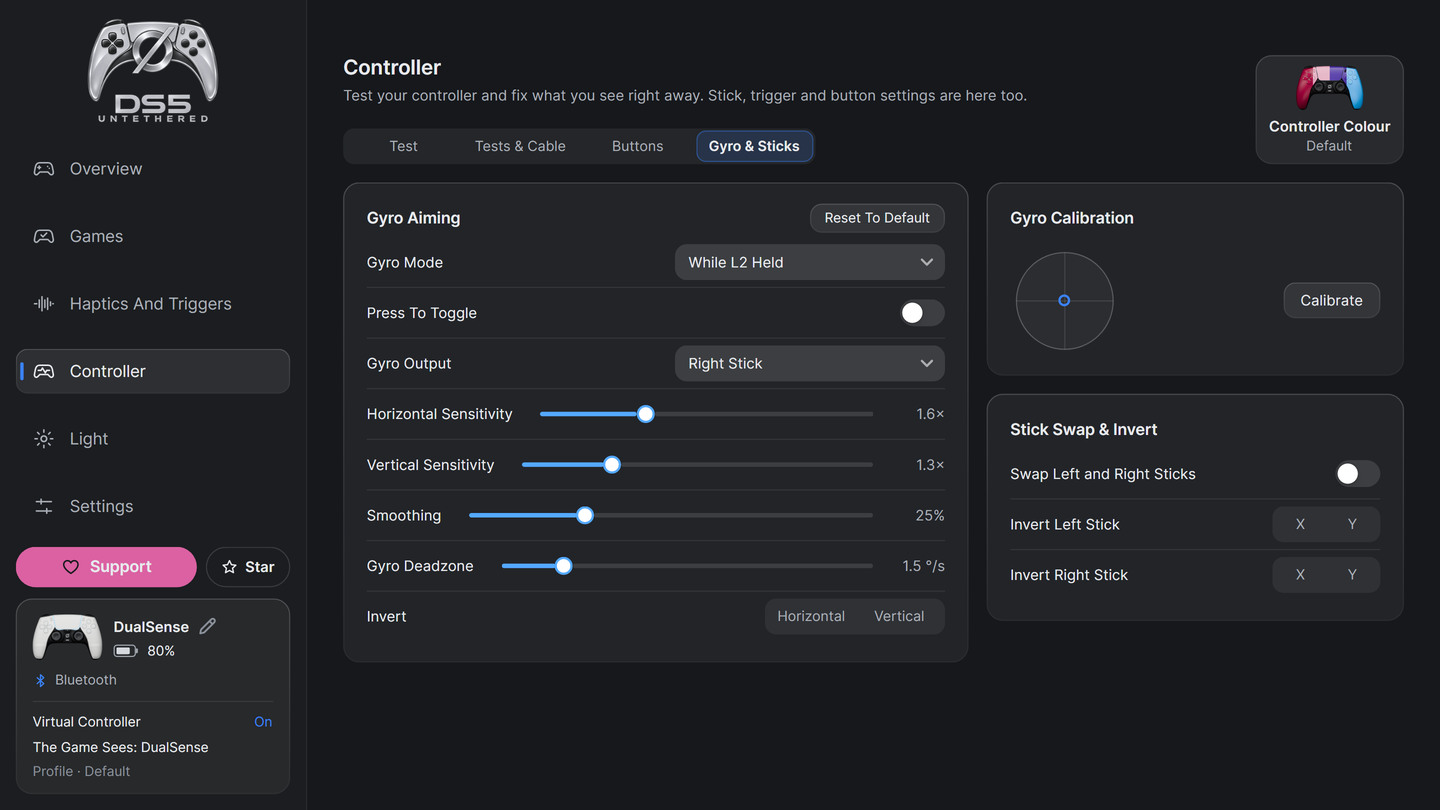 DS5
UNTETHERED
Overview
Games
Haptics And Triggers
Controller
Light
Settings
Support
Star
DualSense
80%
Bluetooth
Virtual Controller On
The Game Sees: DualSense
Profile · Default
Controller
Test your controller and fix what you see right away. Stick, trigger and button settings are here too.
Controller Colour
Default
Test Tests & Cable Buttons Gyro & Sticks
Gyro Aiming Reset To Default
Gyro Mode While L2 Held
Press To Toggle
Gyro Output Right Stick
Horizontal Sensitivity 1.6×
Vertical Sensitivity 1.3×
Smoothing 25%
Gyro Deadzone 1.5 °/s
Invert Horizontal Vertical
Gyro Calibration
Calibrate
Stick Swap & Invert
Swap Left and Right Sticks
Invert Left Stick X Y
Invert Right Stick X Y